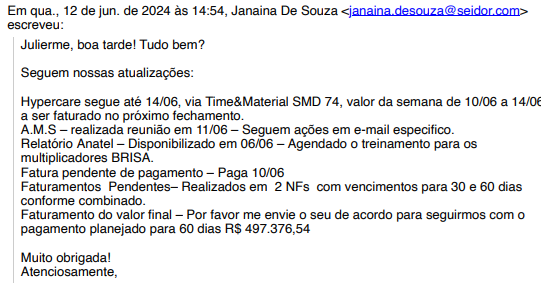 Em qua., 12 de jun. de 2024 às 14:54, Janaina De Souza <janaina.desouza@seidor.com>
escreveu:
Julierme, boa tarde! Tudo bem?
Seguem nossas atualizações:
Hypercare segue até 14/06, via Time&Material SMD 74, valor da semana de 10/06 a 14/06
a ser faturado no próximo fechamento.
A.M.S – realizada reunião em 11/06 – Seguem ações em e-mail especifico.
Relatório Anatel – Disponibilizado em 06/06 – Agendado o treinamento para os
multiplicadores BRISA.
Fatura pendente de pagamento – Paga 10/06
Faturamentos  Pendentes– Realizados em  2 NFs  com vencimentos para 30 e 60 dias
conforme combinado.
Faturamento do valor final – Por favor me envie o seu de acordo para seguirmos com o
pagamento planejado para 60 dias R$ 497.376,54
Muito obrigada!
Atenciosamente,